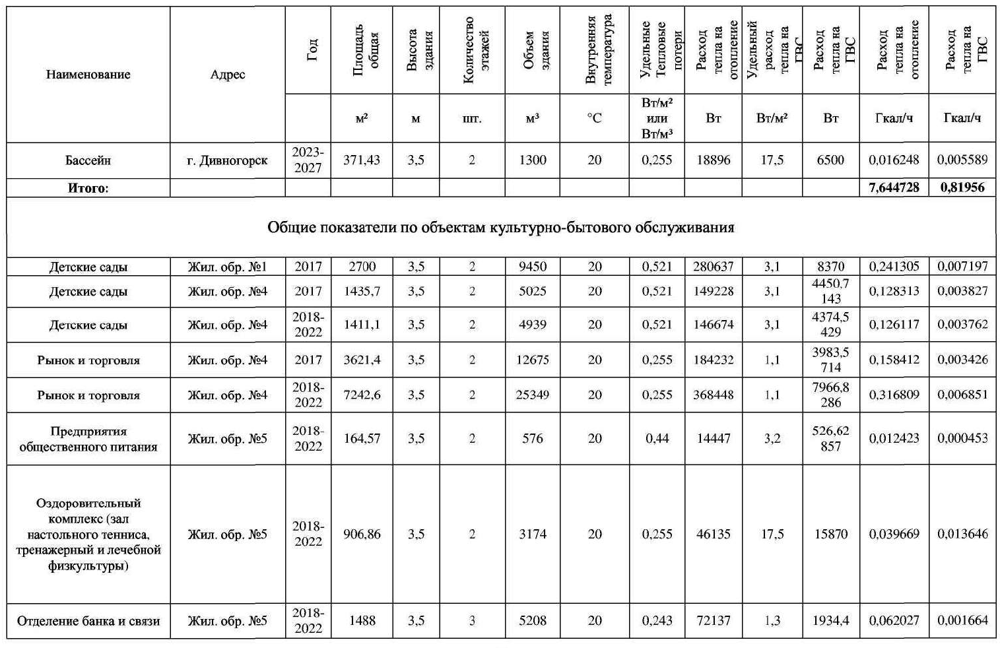 Наименование
Адрес
Год
Площадь
общая
Высота
здания
Количество
этажей
Объем
здания
Внутренняя
температура
Удельные
Тепловые
потери
Расход
тепла на
отопление
Удельный
расход
тепла на
ГВС
Расход
тепла на
ГВС
Расход
тепла на
отопление
Расход
тепла на
ГВС
м²
м
шт.
м³
°С
Вт/м²
или
Вт/м³
Вт
Вт/м²
Вт
Гкал/ч
Гкал/ч
Бассейн
г. Дивногорск
2023-
2027
371,43
3,5
2
1300
20
0,255
18896
17,5
6500
0,016248
0,005589
Итого:
7,644728
0,81956
Общие показатели по объектам культурно-бытового обслуживания
Детские сады
Жил. обр. №1
2017
2700
3,5
2
9450
20
0,521
280637
3,1
8370
0,241305
0,007197
Детские сады
Жил. обр. №4
2017
1435,7
3,5
2
5025
20
0,521
149228
3,1
4450,7
143
0,128313
0,003827
Детские сады
Жил. обр. №4
2018-
2022
1411,1
3,5
2
4939
20
0,521
146674
3,1
4374,5
429
0,126117
0,003762
Рынок и торговля
Жил. обр. №4
2017
3621,4
3,5
2
12675
20
0,255
184232
1,1
3983,5
714
0,158412
0,003426
Рынок и торговля
Жил. обр. №4
2018-
2022
7242,6
3,5
2
25349
20
0,255
368448
1,1
7966,8
286
0,316809
0,006851
Предприятия
общественного питания
Жил. обр. №5
2018-
2022
164,57
3,5
2
576
20
0,44
14447
3,2
526,62
857
0,012423
0,000453
Оздоровительный
комплекс (зал
настольного тенниса,
тренажерный и лечебной
физкультуры)
Жил. обр. №5
2018-
2022
906,86
3,5
2
3174
20
0,255
46135
17,5
15870
0,039669
0,013646
Отделение банка и связи
Жил. обр. №5
2018-
2022
1488
3,5
3
5208
20
0,243
72137
1,3
1934,4
0,062027
0,001664